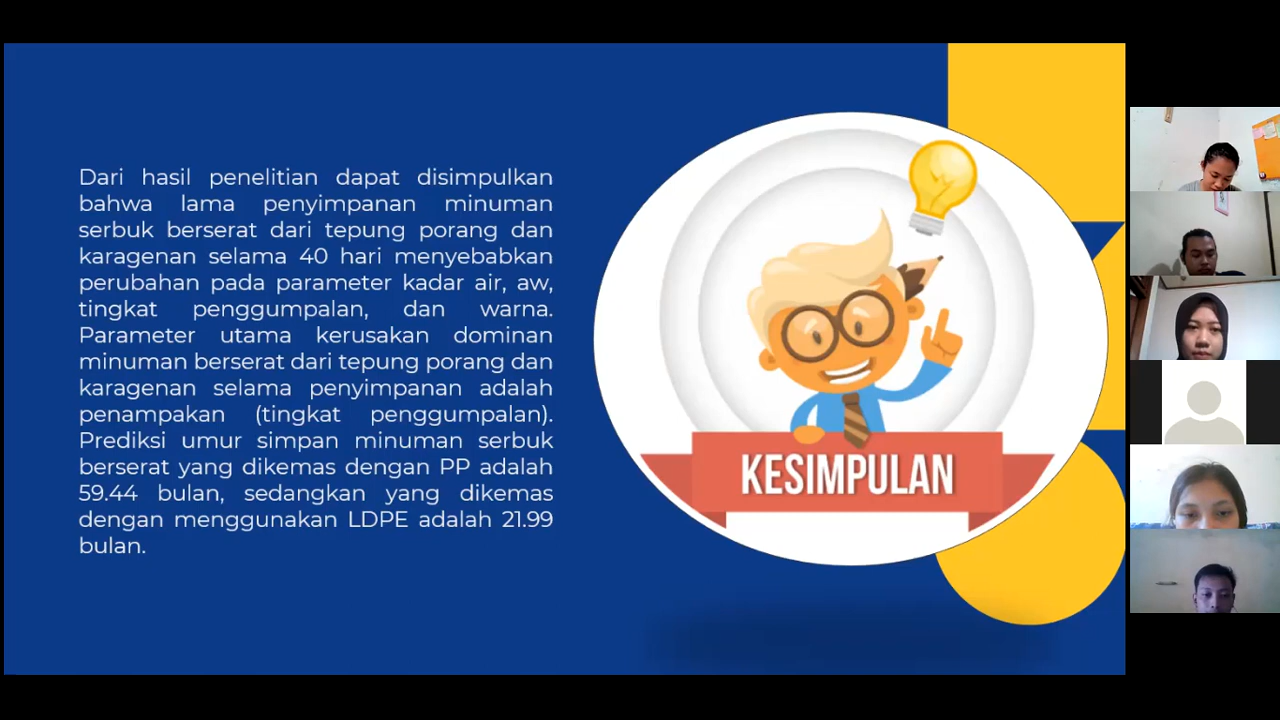 Dari hasil penelitian dapat disimpulkan
bahwa lama penyimpanan minuman
serbuk berserat dari tepung porang dan
karagenan selama 40 hari menyebabkan
perubahan pada parameter kadar air, aw,
tingkat penggumpalan, dan warna.
Parameter utama kerusakan dominan
minuman berserat dari tepung porang dan
karagenan selama penyimpanan adalah
penampakan (tingkat penggumpalan).
Prediksi umur simpan minuman serbuk
berserat yang dikemas dengan PP adalah
59.44 bulan, sedangkan yang dikemas
dengan menggunakan LDPE adalah 21.99
bulan.
KESIMPULAN